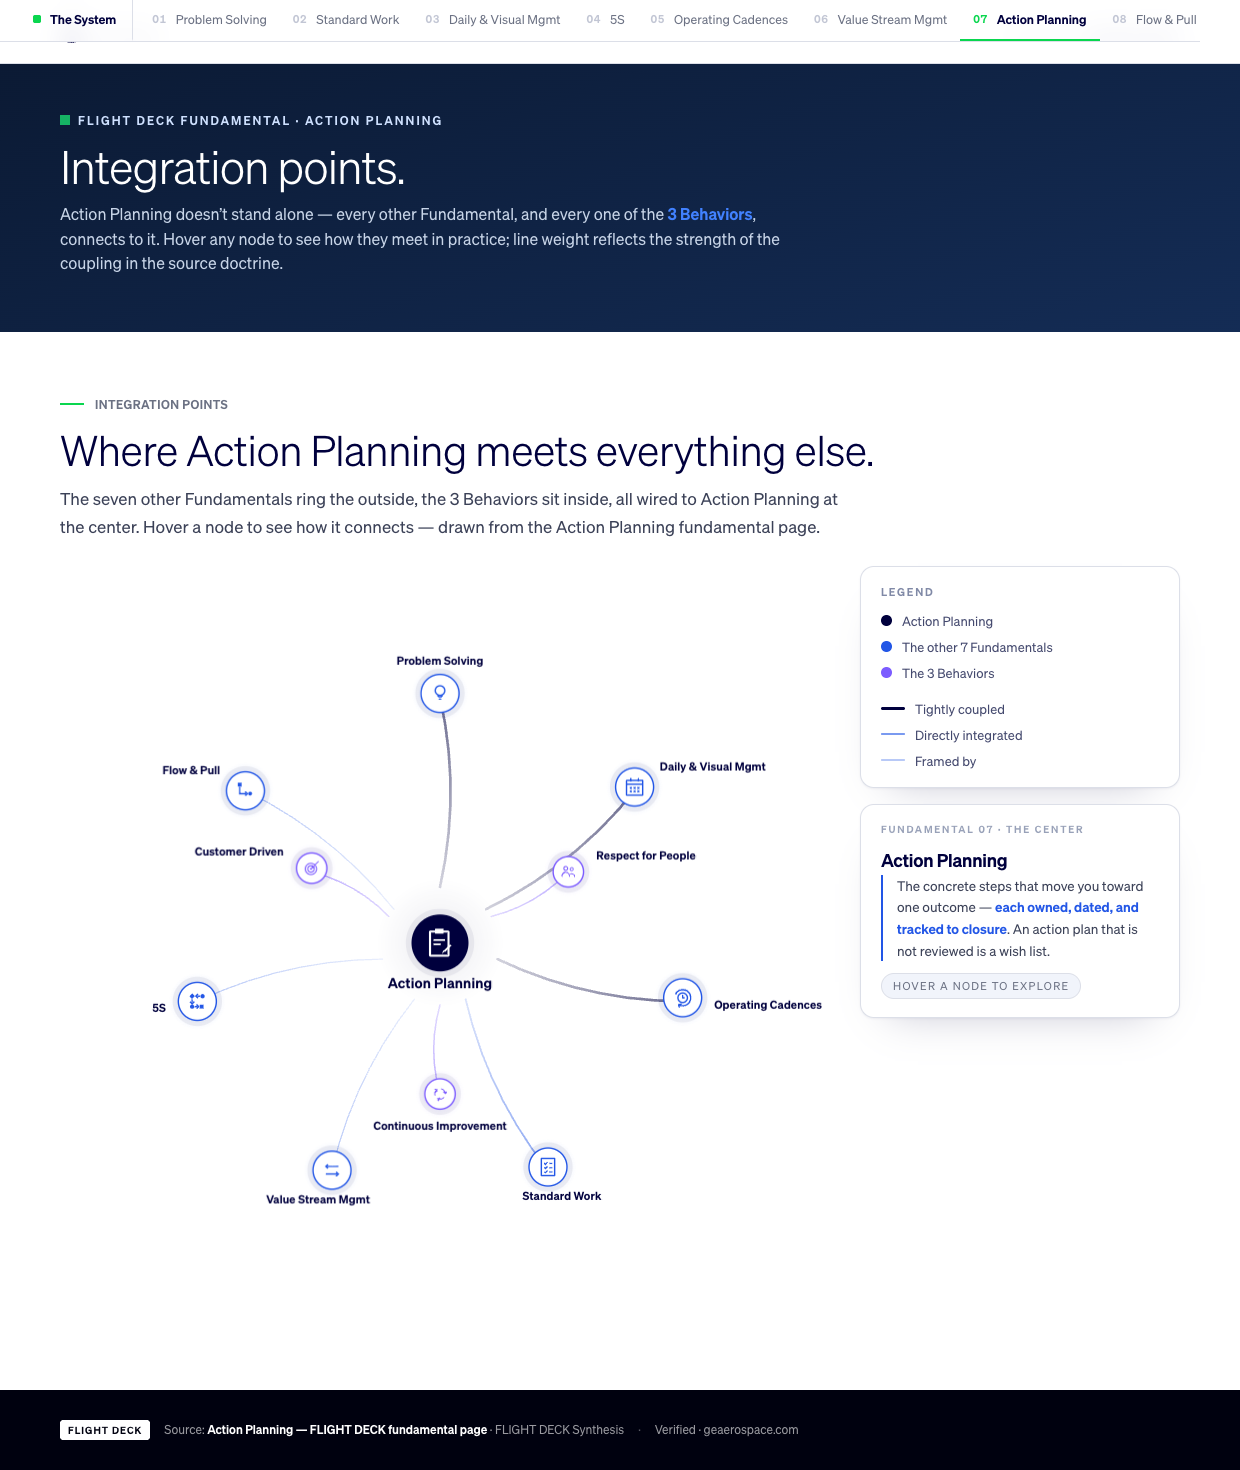 The System 01 Problem Solving 02 Standard Work 03 Daily & Visual Mgmt 04 5S 05 Operating Cadences 06 Value Stream Mgmt 07 Action Planning 08 Flow & Pull
FLIGHT DECK FUNDAMENTAL · ACTION PLANNING
Integration points.
Action Planning doesn’t stand alone — every other Fundamental, and every one of the 3 Behaviors,
connects to it. Hover any node to see how they meet in practice; line weight reflects the strength of the
coupling in the source doctrine.
INTEGRATION POINTS
Where Action Planning meets everything else.
The seven other Fundamentals ring the outside, the 3 Behaviors sit inside, all wired to Action Planning at
the center. Hover a node to see how it connects — drawn from the Action Planning fundamental page.
Problem Solving
Flow & Pull
Daily & Visual Mgmt
Customer Driven
Respect for People
Action Planning
5S
Operating Cadences
Continuous Improvement
Value Stream Mgmt
Standard Work
LEGEND
Action Planning
The other 7 Fundamentals
The 3 Behaviors
Tightly coupled
Directly integrated
Framed by
FUNDAMENTAL 07 · THE CENTER
Action Planning
The concrete steps that move you toward
one outcome — each owned, dated, and
tracked to closure. An action plan that is
not reviewed is a wish list.
HOVER A NODE TO EXPLORE
FLIGHT DECK Source: Action Planning — FLIGHT DECK fundamental page · FLIGHT DECK Synthesis · Verified · geaerospace.com